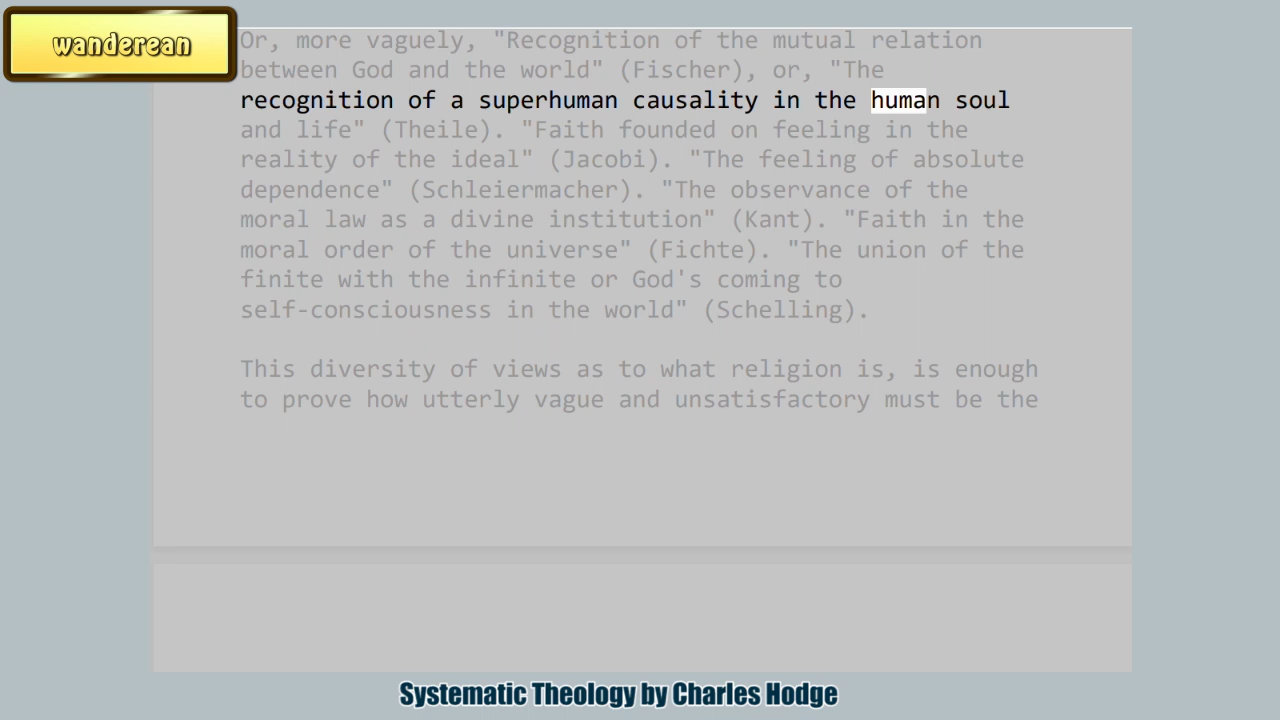 wanderean
Or, more vaguely, "Recognition of the mutual relation
between God and the world" (Fischer), or, "The
recognition of a superhuman causality in the human soul
and life" (Theile). "Faith founded on feeling in the
reality of the ideal" (Jacobi). "The feeling of absolute
dependence" (Schleiermacher). "The observance of the
moral law as a divine institution" (Kant). "Faith in the
moral order of the universe" (Fichte). "The union of the
finite with the infinite or God's coming to
self-consciousness in the world" (Schelling).
This diversity of views as to what religion is, is enough
to prove how utterly vague and unsatisfactory must be the
Systematic Theology by Charles Hodge